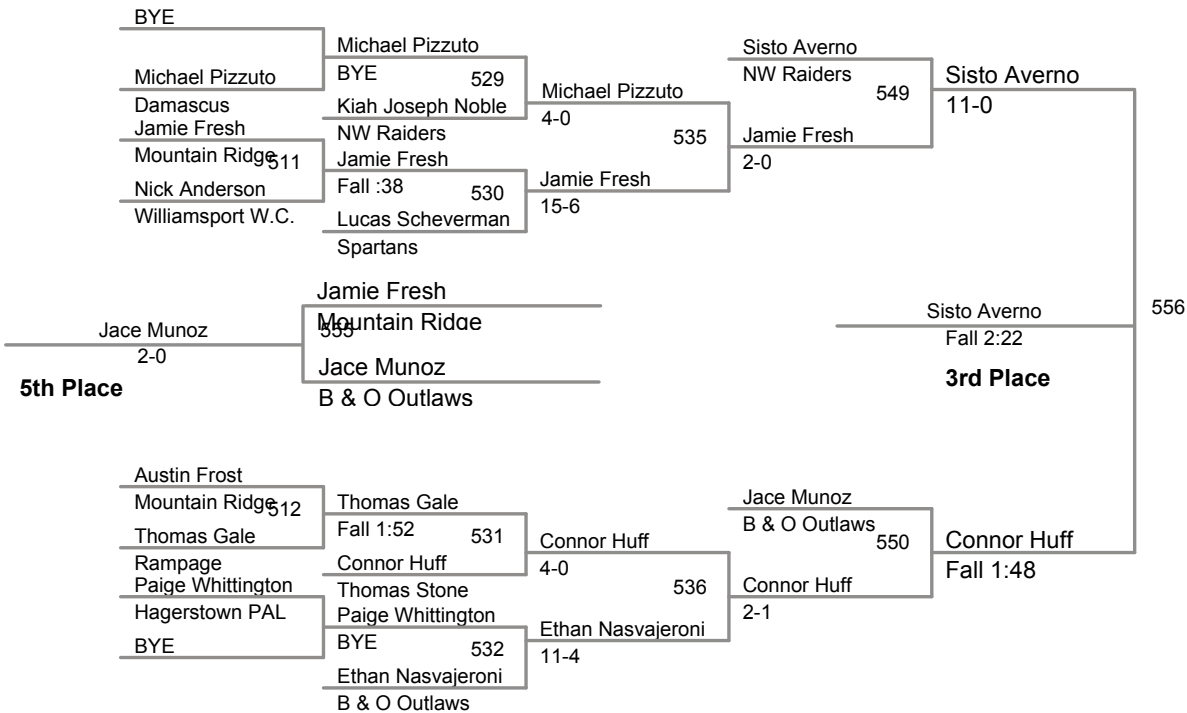 BYE
Michael Pizzuto
Damascus
Jamie Fresh
Mountain Ridge
511
Nick Anderson
Williamsport W.C.
Michael Pizzuto
BYE
529
Kiah Joseph Noble
NW Raiders
Jamie Fresh
Fall :38
530
Lucas Scheverman
Spartans
Michael Pizzuto
4-0
535
Jamie Fresh
15-6
Sisto Averno
NW Raiders
549
Jamie Fresh
2-0
Sisto Averno
11-0
Jamie Fresh
Mountain Ridge
555
Jace Munoz
2-0
5th Place
Jace Munoz
B & O Outlaws
Sisto Averno
556
Fall 2:22
3rd Place
Austin Frost
Mountain Ridge
512
Thomas Gale
Rampage
Paige Whittington
Hagerstown PAL
BYE
Thomas Gale
Fall 1:52
531
Connor Huff
Thomas Stone
Paige Whittington
BYE
532
Ethan Nasvajeroni
B & O Outlaws
Connor Huff
4-0
536
Ethan Nasvajeroni
11-4
Jace Munoz
B & O Outlaws
550
Connor Huff
2-1
Connor Huff
Fall 1:48